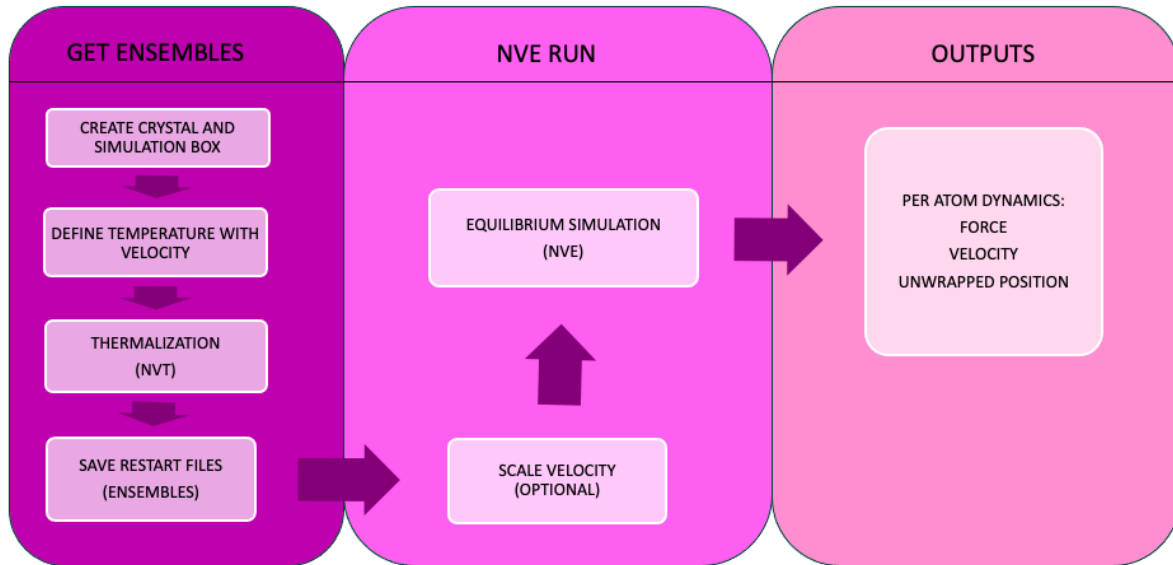 GET ENSEMBLES
CREATE CRYSTAL AND
SIMULATION BOX
DEFINE TEMPERATURE WITH
VELOCITY
THERMALIZATION
(NVT)
SAVE RESTART FILES
(ENSEMBLES)
NVE RUN
EQUILIBRIUM SIMULATION
(NVE)
SCALE VELOCITY
(OPTIONAL)
OUTPUTS
PER ATOM DYNAMICS:
FORCE
VELOCITY
UNWRAPPED POSITION